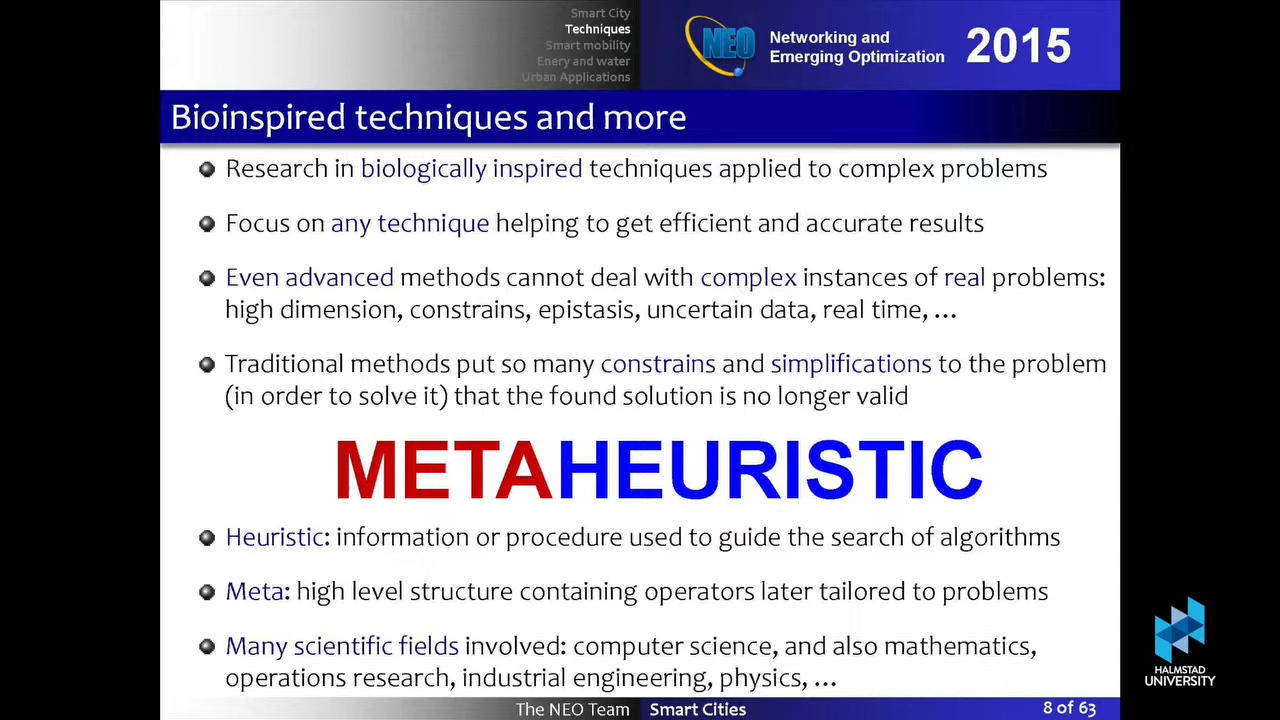 Smart City
Techniques
Smart mobility
Enery and water
Urban Applications
NEO
Networking and
Emerging Optimization
2015
Bioinspired techniques and more
Research in biologically inspired techniques applied to complex problems
Focus on any technique helping to get efficient and accurate results
Even advanced methods cannot deal with complex instances of real problems:
high dimension, constrains, epistasis, uncertain data, real time, …
Traditional methods put so many constrains and simplifications to the problem
(in order to solve it) that the found solution is no longer valid
METAHEURISTIC
Heuristic: information or procedure used to guide the search of algorithms
Meta: high level structure containing operators later tailored to problems
Many scientific fields involved: computer science, and also mathematics,
operations research, industrial engineering, physics, …
The NEO Team Smart Cities 8 of 63
HALMSTAD
UNIVERSITY